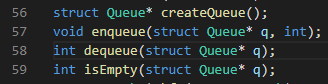 56 struct Queue* createQueue();
57 void enqueue(struct Queue* q, int);
58 int dequeue(struct Queue* q);
59 int isEmpty(struct Queue* q);